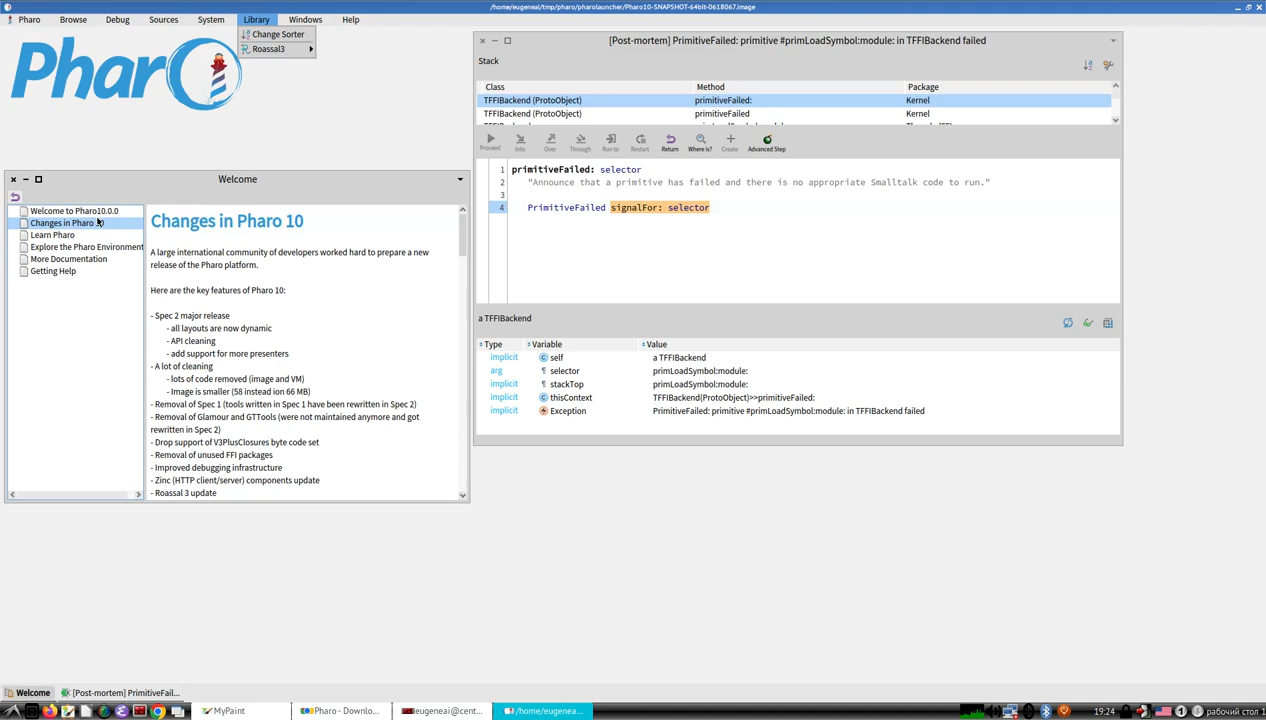 /home/eugeneai/tmp/pharo/pharolauncher/Pharo10-SNAPSHOT-64bit-0618067.image
Pharo Browse Debug Sources System Library Windows Help
Change Sorter
Roassal3
Phar
[Post-mortem] PrimitiveFailed: primitive #primLoadSymbol:module: in TFFIBackend failed
Stack
Class Method Package
TFFIBackend (ProtoObject) primitiveFailed: Kernel
TFFIBackend (ProtoObject) primitiveFailed Kernel
Proceed Into Over Through Run to Restart Return Where is? Create Advanced Step
1 primitiveFailed: selector
2 "Announce that a primitive has failed and there is no appropriate Smalltalk code to run."
3
4 PrimitiveFailed signalFor: selector
a TFFIBackend
Type Variable Value
implicit self a TFFIBackend
arg selector primLoadSymbol:module:
implicit stackTop primLoadSymbol:module:
implicit thisContext TFFIBackend(ProtoObject)>>primitiveFailed:
implicit Exception PrimitiveFailed: primitive #primLoadSymbol:module: in TFFIBackend failed
Welcome
Welcome to Pharo10.0.0
Changes in Pharo 10
Learn Pharo
Explore the Pharo Environment
More Documentation
Getting Help
Changes in Pharo 10
A large international community of developers worked hard to prepare a new
release of the Pharo platform.
Here are the key features of Pharo 10:
- Spec 2 major release
- all layouts are now dynamic
- API cleaning
- add support for more presenters
- A lot of cleaning
- lots of code removed (image and VM)
- Image is smaller (58 instead ion 66 MB)
- Removal of Spec 1 (tools written in Spec 1 have been rewritten in Spec 2)
- Removal of Glamour and GTTools (were not maintained anymore and got
rewritten in Spec 2)
- Drop support of V3PlusClosures byte code set
- Removal of unused FFI packages
- Improved debugging infrastructure
- Zinc (HTTP client/server) components update
- Roassal 3 update
Welcome [Post-mortem] PrimitiveFail...
MyPaint Pharo - Downlo... eugeneai@cent... /home/eugenea... 19:24 1 рабочий стол 1